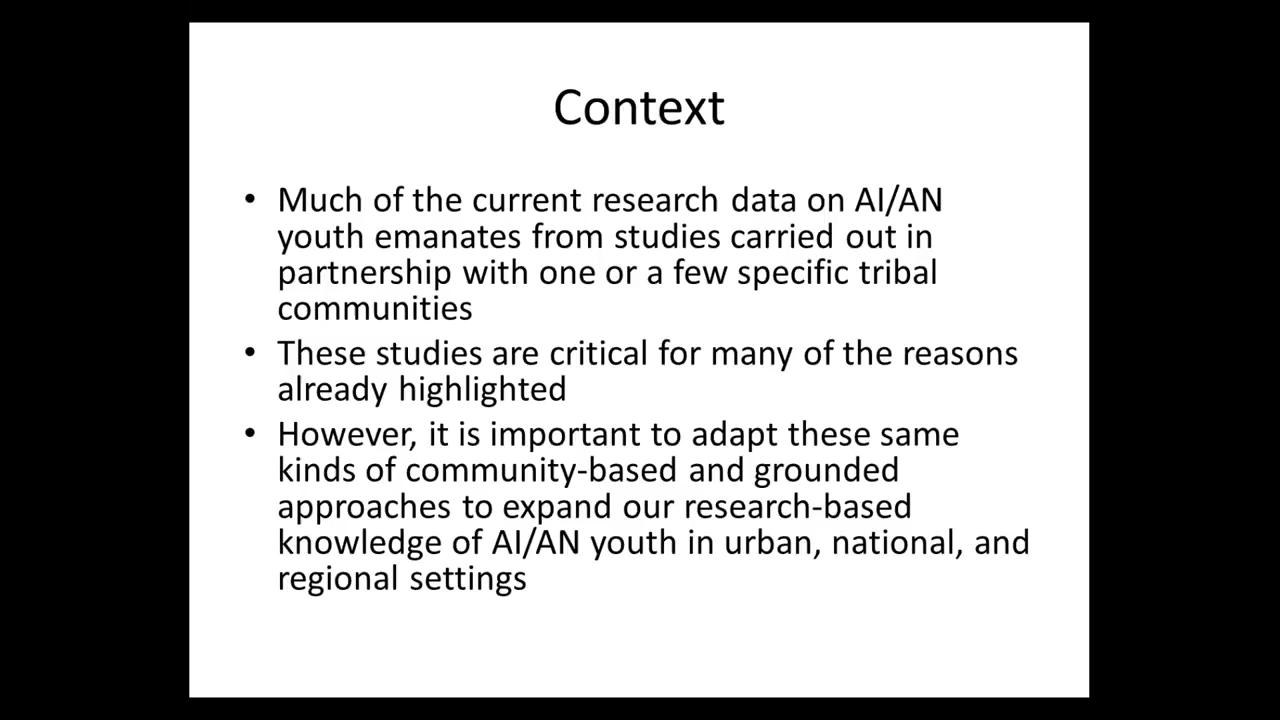 Context
• Much of the current research data on AI/AN
youth emanates from studies carried out in
partnership with one or a few specific tribal
communities
• These studies are critical for many of the reasons
already highlighted
• However, it is important to adapt these same
kinds of community-based and grounded
approaches to expand our research-based
knowledge of AI/AN youth in urban, national, and
regional settings